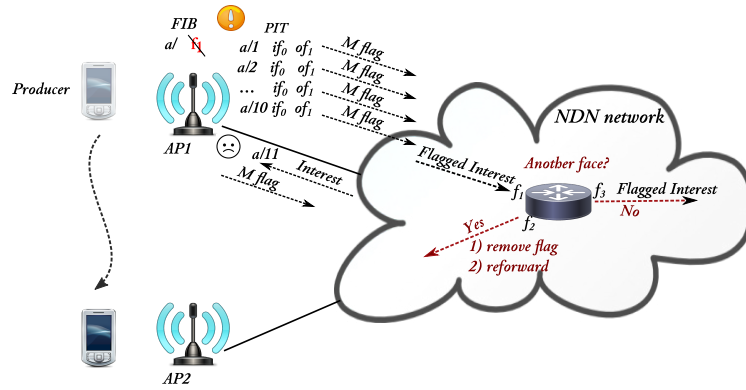 FIB
a/ f1
PIT
a/1 if0 of1
a/2 if0 of1
... if0 of1
a/10 if0 of1
M flag
M flag
M flag
M flag
Producer
AP1
a/11
Interest
M flag
Flagged Interest
NDN network
Another face?
f1
f3
Flagged Interest
No
f2
Yes
1) remove flag
2) reforward
AP2